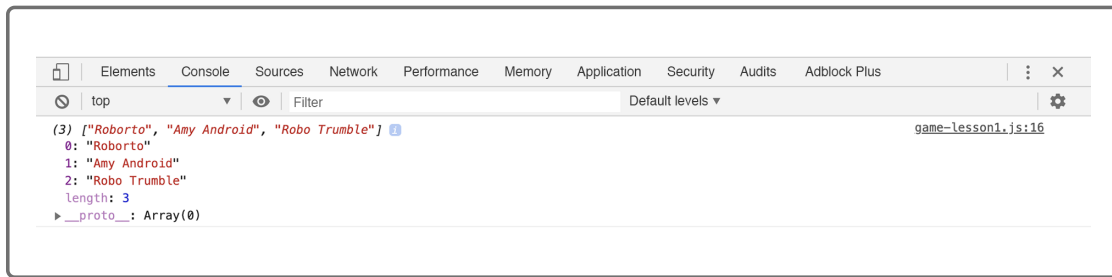 Elements Console Sources Network Performance Memory Application Security Audits Adblock Plus
top Filter Default levels
(3) ["Roborto", "Amy Android", "Robo Trumble"] i game-lesson1.js:16
0: "Roborto"
1: "Amy Android"
2: "Robo Trumble"
length: 3
__proto__: Array(0)